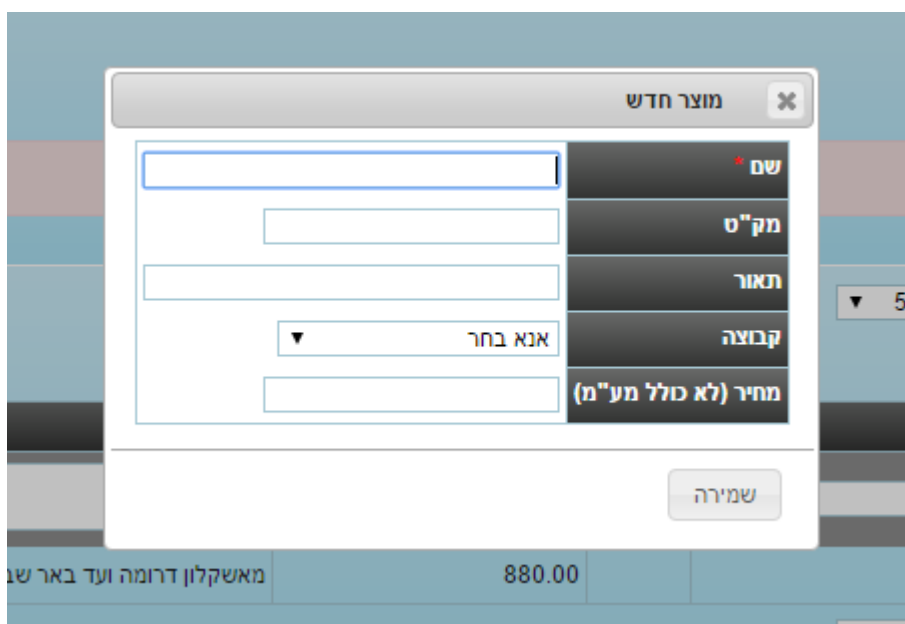 מוצר חדש
שם *
מק"ט
תאור
קבוצה אנא בחר
מחיר (לא כולל מע"מ)
5
שמירה
880.00 מאשקלון דרומה ועד באר